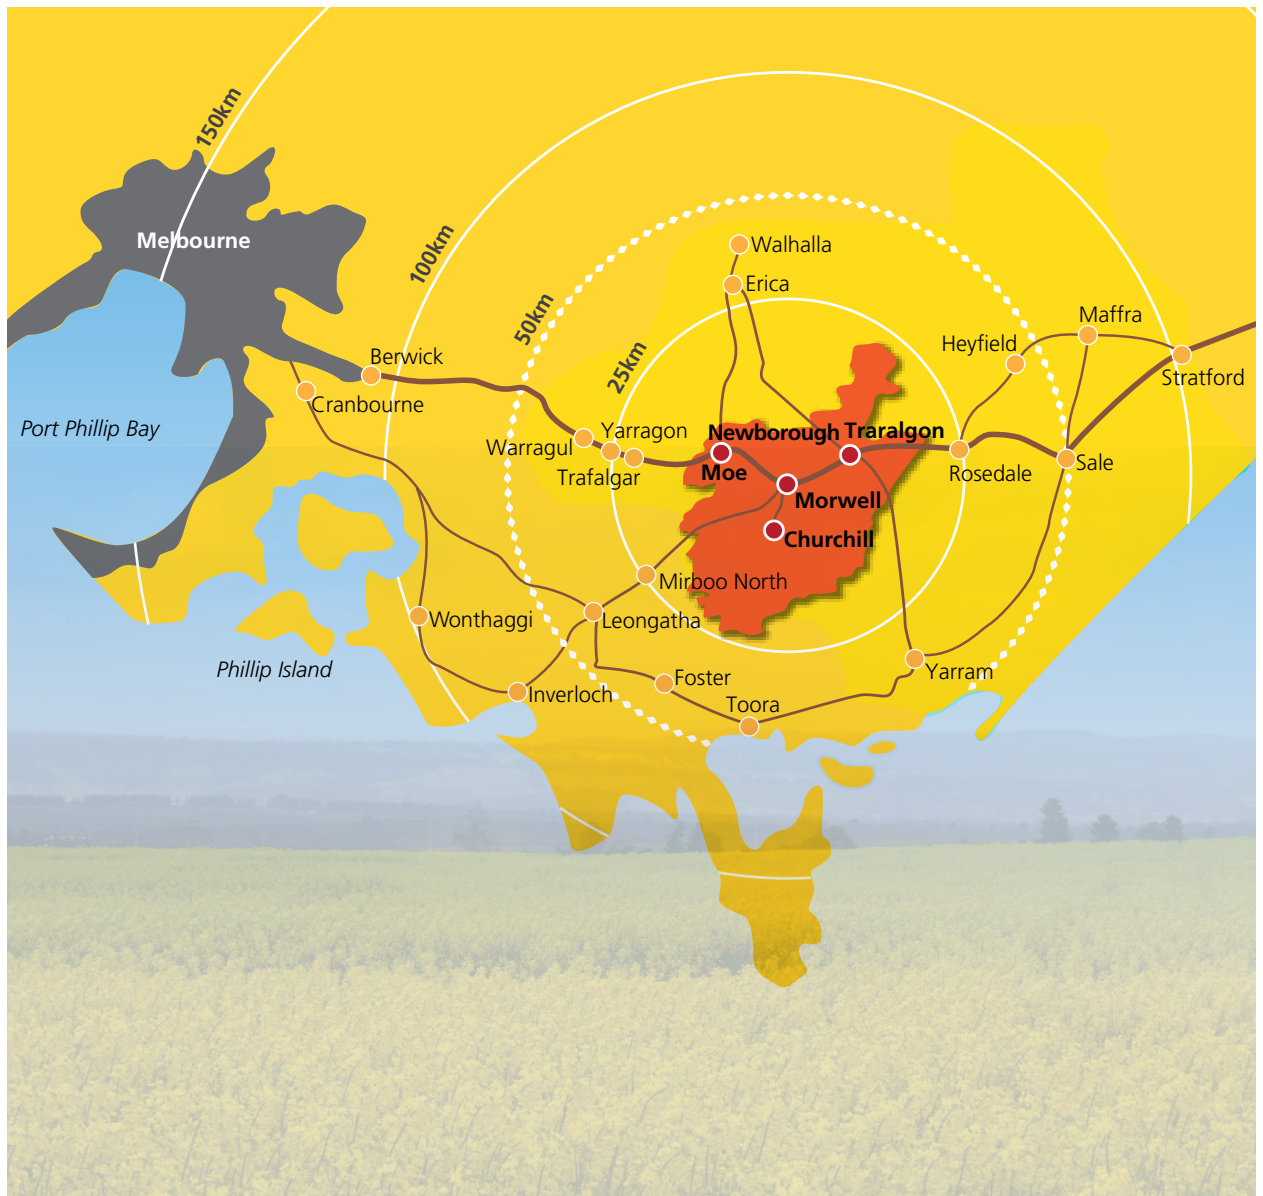 150km
Melbourne
100km
Walhalla
Erica
50km
Maffra
Heyfield
25km
Berwick
Stratford
Cranbourne
Port Phillip Bay
Yarragon
Newborough
Traralgon
Warragul
Trafalgar
Moe
Rosedale
Sale
Morwell
Churchill
Mirboo North
Wonthaggi
Leongatha
Phillip Island
Yarram
Foster
Inverloch
Toora